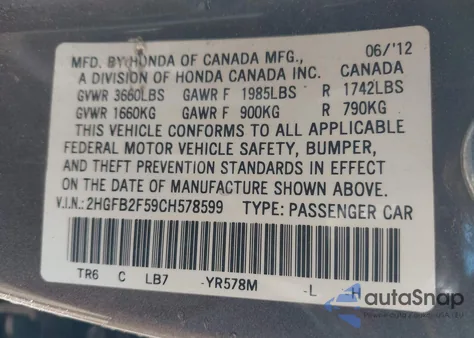 MFD. BY HONDA OF CANADA MFG., 06/'12
A DIVISION OF HONDA CANADA INC. CANADA
GVWR 3660LBS GAWR F 1985LBS R 1742LBS
GVWR 1660KG GAWR F 900KG R 790KG
THIS VEHICLE CONFORMS TO ALL APPLICABLE
FEDERAL MOTOR VEHICLE SAFETY, BUMPER,
AND THEFT PREVENTION STANDARDS IN EFFECT
ON THE DATE OF MANUFACTURE SHOWN ABOVE.
V.I.N.: 2HGFB2F59CH578599 TYPE: PASSENGER CAR
TR6 C LB7 -YR578M -L H
autoSnap